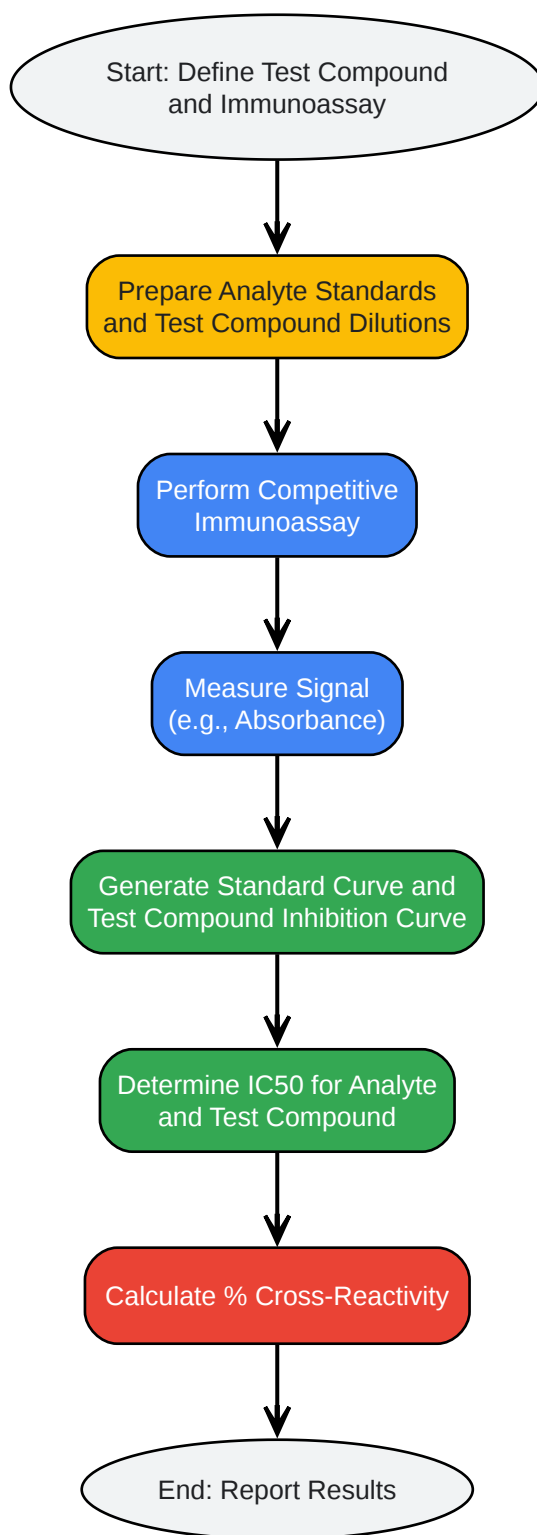 Start: Define Test Compound
and Immunoassay
Prepare Analyte Standards
and Test Compound Dilutions
Perform Competitive
Immunoassay
Measure Signal
(e.g., Absorbance)
Generate Standard Curve and
Test Compound Inhibition Curve
Determine IC50 for Analyte
and Test Compound
Calculate % Cross-Reactivity
End: Report Results